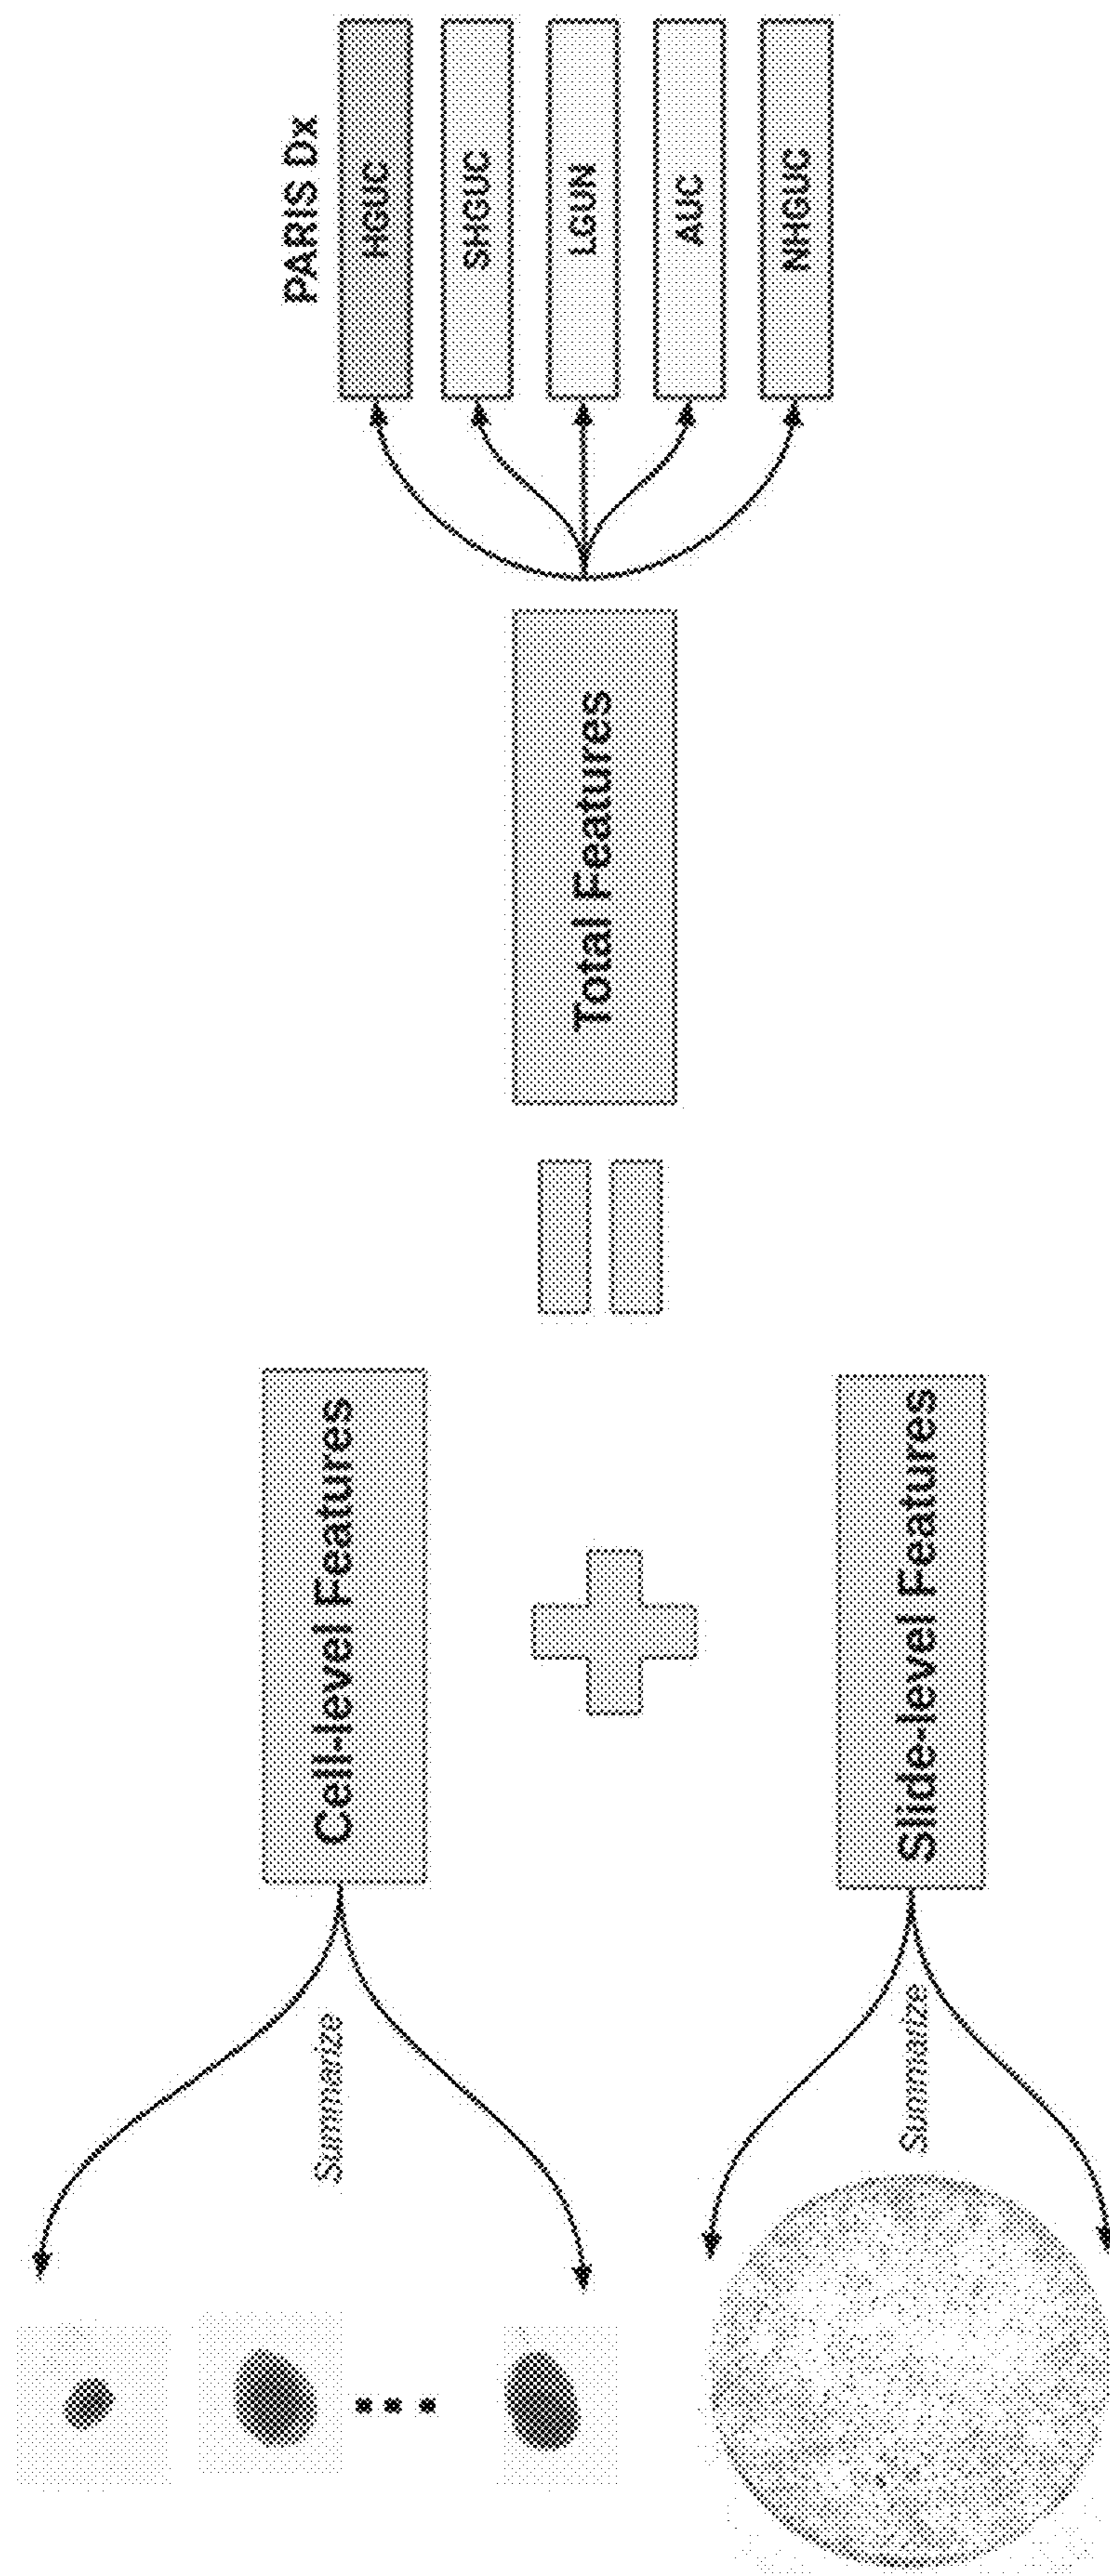 Summarize
Cell-level Features
Summarize
Slide-level Features
Total Features
PARIS Dx
HGUC
SHGUC
LGUN
AUC
NHGUC